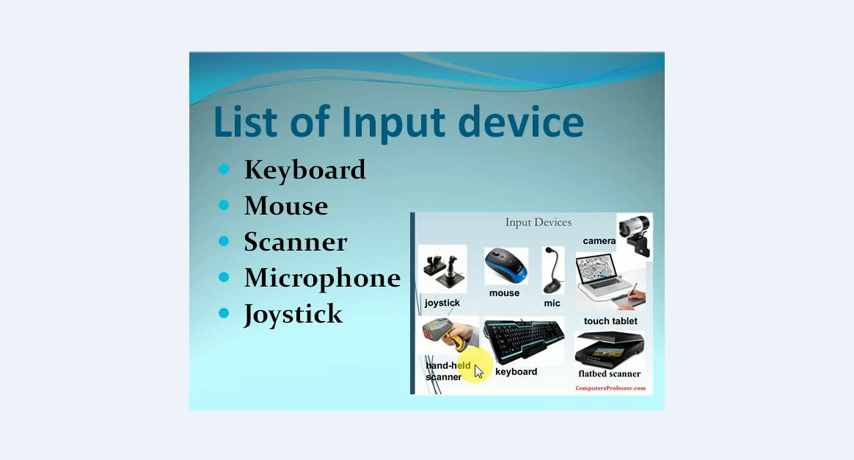 List of Input device
Keyboard
Mouse
Scanner
Microphone
Joystick
Input Devices
camera
joystick
mouse
mic
touch tablet
hand-held
scanner
keyboard
flatbed scanner
ComputersProfessor.com